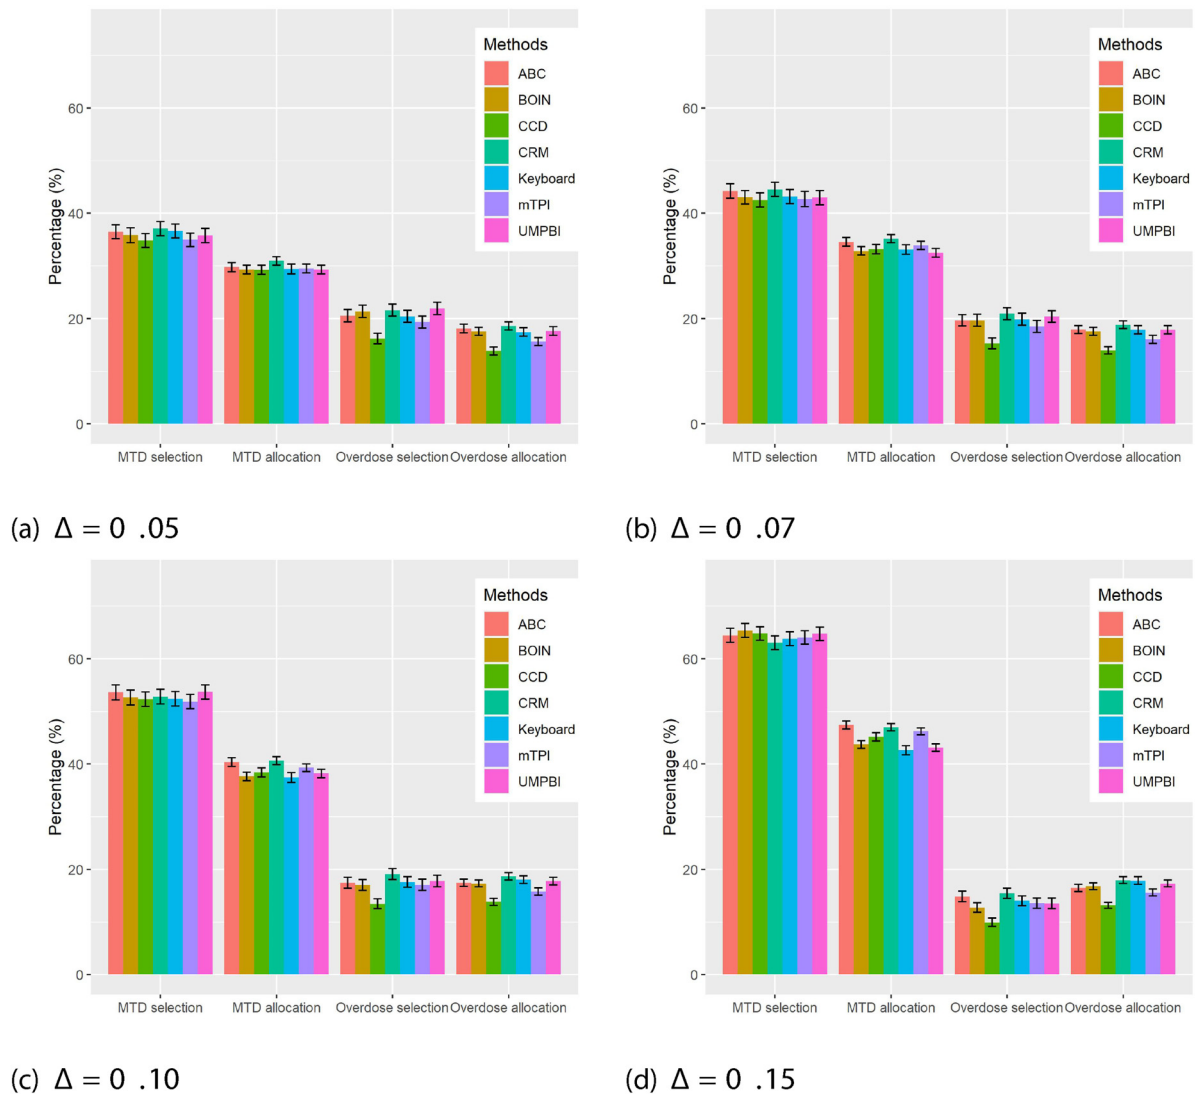 Methods
ABC
BOIN
CCD
CRM
Keyboard
mTPI
UMPBI
Percentage (%)
60
40
20
0
MTD selection MTD allocation Overdose selection Overdose allocation
(a) Δ = 0 .05
Methods
ABC
BOIN
CCD
CRM
Keyboard
mTPI
UMPBI
Percentage (%)
60
40
20
0
MTD selection MTD allocation Overdose selection Overdose allocation
(b) Δ = 0 .07
Methods
ABC
BOIN
CCD
CRM
Keyboard
mTPI
UMPBI
Percentage (%)
60
40
20
0
MTD selection MTD allocation Overdose selection Overdose allocation
(c) Δ = 0 .10
Methods
ABC
BOIN
CCD
CRM
Keyboard
mTPI
UMPBI
Percentage (%)
60
40
20
0
MTD selection MTD allocation Overdose selection Overdose allocation
(d) Δ = 0 .15